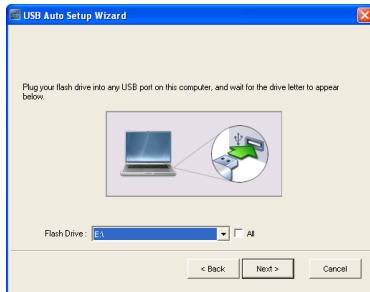 USB Auto Setup Wizard
Plug your flash drive into any USB port on this computer, and wait for the drive letter to appear
below.
Flash Drive : E:\ All
< Back Next > Cancel